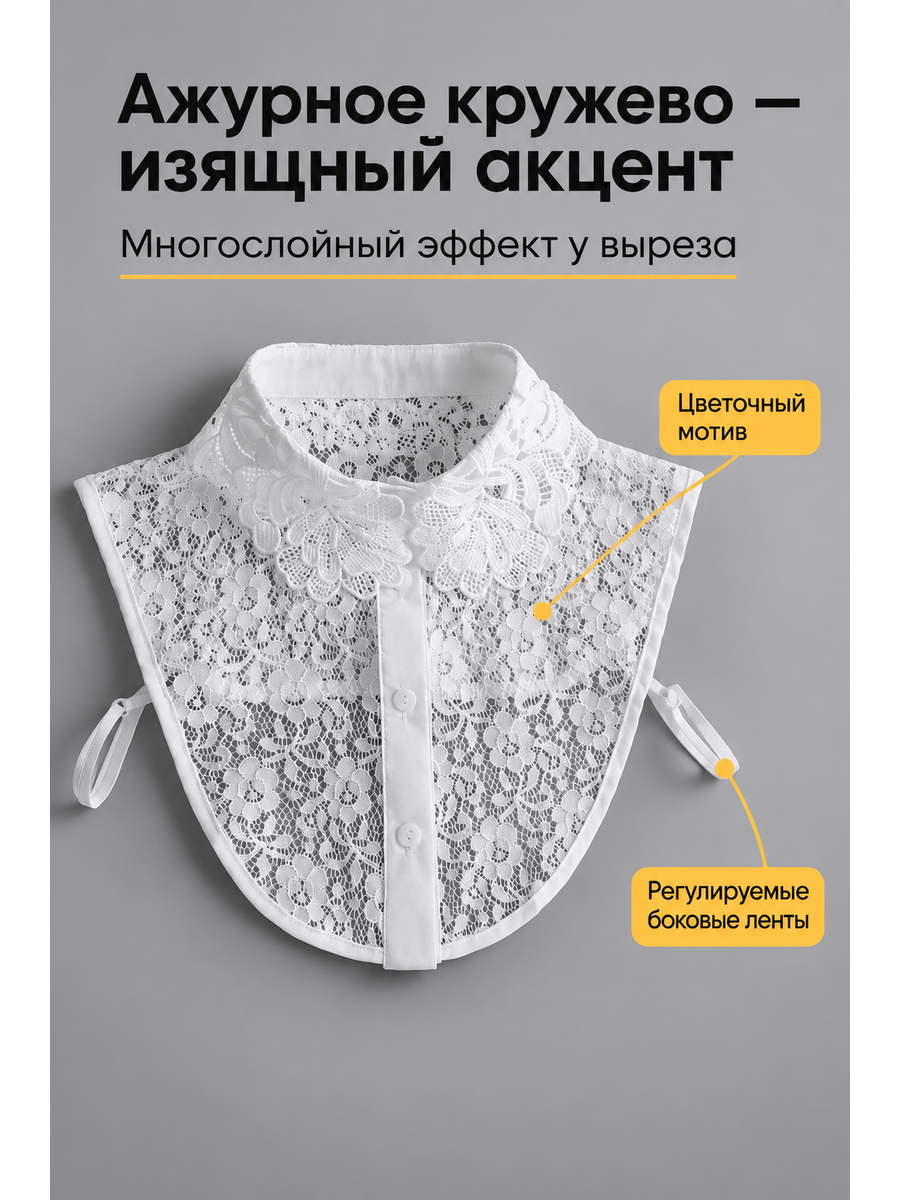 Ажурное кружево –
изящный акцент
Многослойный эффект у выреза
Цветочный
мотив
Регулируемые
боковые ленты